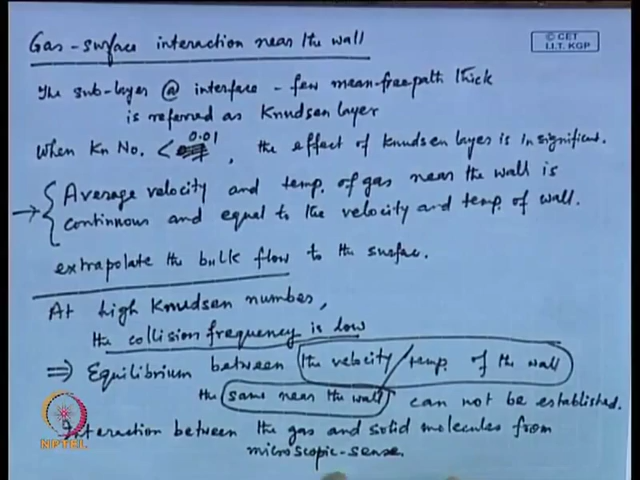 Gas-surface interaction near the wall
© CET
I.I.T. KGP
The sub-layer @ interface - few mean-free path thick
is referred as Knudsen layer
When Kn No. < 0.01, the effect of Knudsen layer is insignificant.
Average velocity and temp. of gas near the wall is
continuous and equal to the velocity and temp. of wall.
extrapolate the bulk flow to the surface.
At high Knudsen number,
the collision frequency is low
⇒ Equilibrium between the velocity/temp. of the wall
the same near the wall can not be established.
Interaction between the gas and solid molecules from
microscopic-sense.
NPTEL